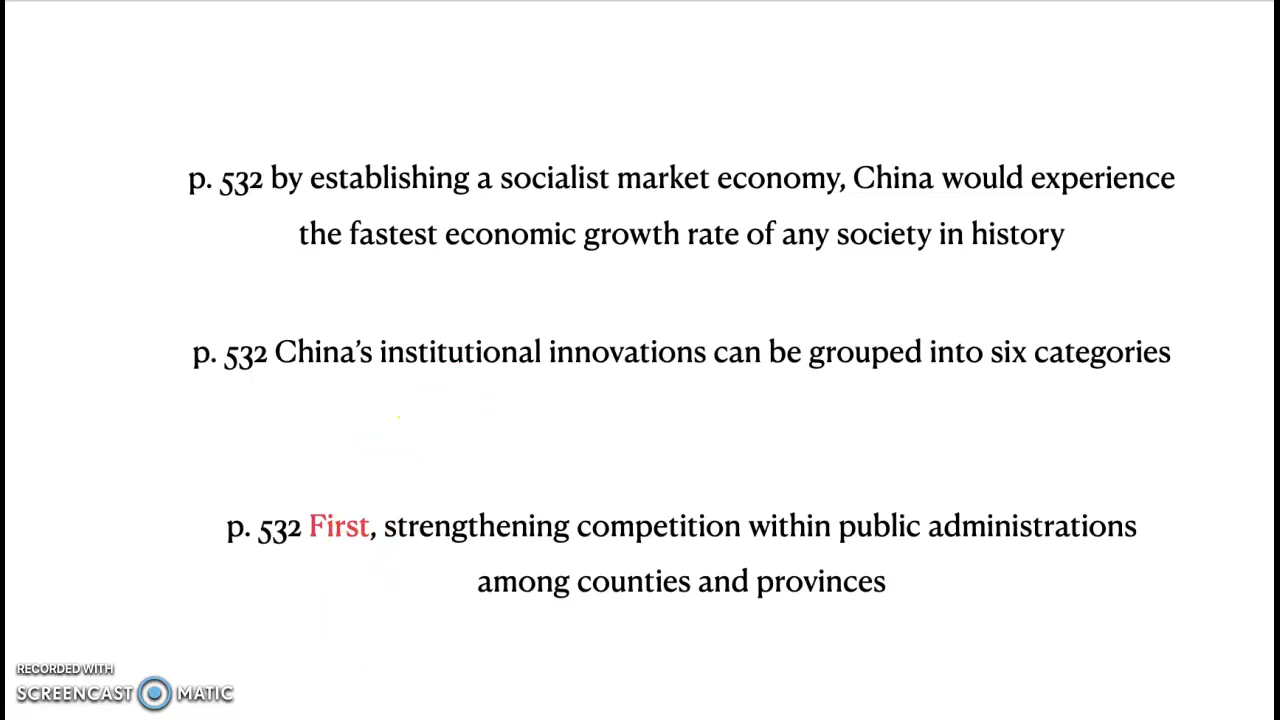 p. 532 by establishing a socialist market economy, China would experience
the fastest economic growth rate of any society in history
p. 532 China’s institutional innovations can be grouped into six categories
p. 532 First, strengthening competition within public administrations
among counties and provinces
RECORDED WITH
SCREENCAST MATIC